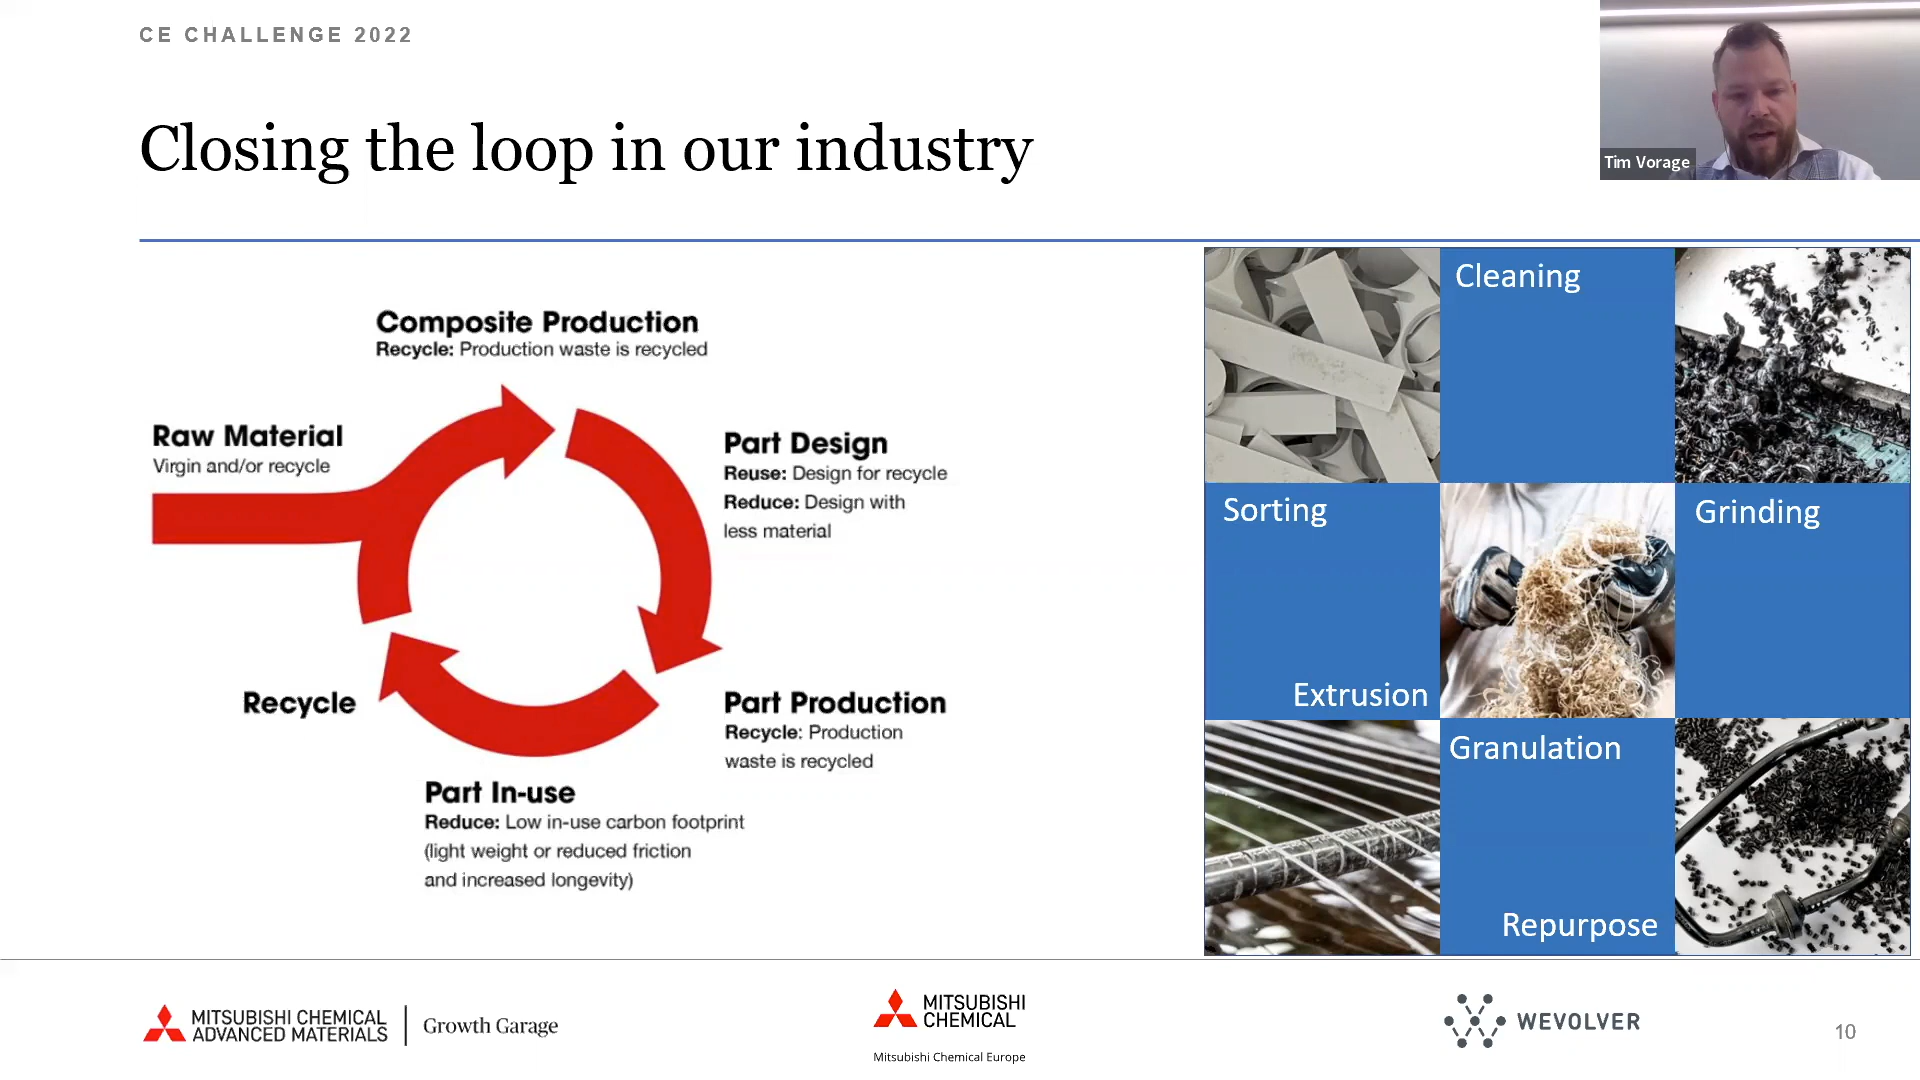 CE CHALLENGE 2022
Closing the loop in our industry
Tim Vorage
Composite Production
Recycle: Production waste is recycled
Raw Material
Virgin and/or recycle
Part Design
Reuse: Design for recycle
Reduce: Design with
less material
Recycle
Part Production
Recycle: Production
waste is recycled
Part In-use
Reduce: Low in-use carbon footprint
(light weight or reduced friction
and increased longevity)
Cleaning
Sorting
Grinding
Extrusion
Granulation
Repurpose
MITSUBISHI CHEMICAL
ADVANCED MATERIALS
Growth Garage
MITSUBISHI
CHEMICAL
Mitsubishi Chemical Europe
WEVOLVER
10